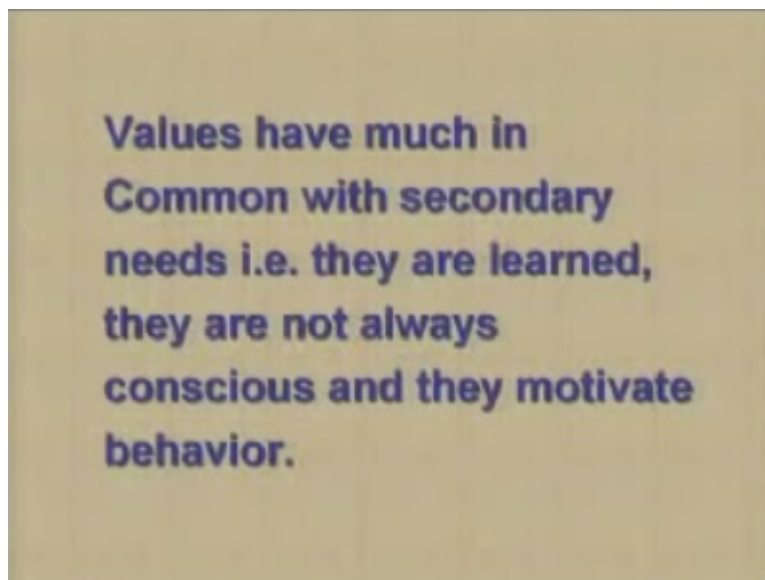 Values have much in
Common with secondary
needs i.e. they are learned,
they are not always
conscious and they motivate
behavior.